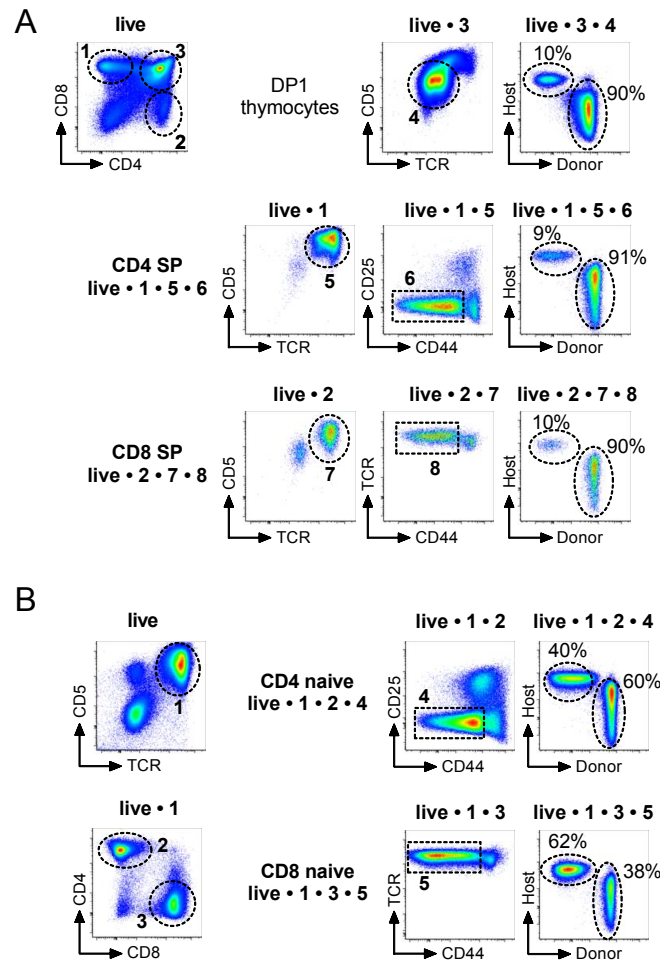 A
live
1
3
2
CD8
CD4
DP1
thymocytes
live • 3
4
CD5
TCR
live • 3 • 4
10%
90%
Host
Donor
CD4 SP
live • 1 • 5 • 6
live • 1
5
CD5
TCR
live • 1 • 5
6
CD25
CD44
live • 1 • 5 • 6
9%
91%
Host
Donor
CD8 SP
live • 2 • 7 • 8
live • 2
7
CD5
TCR
live • 2 • 7
8
TCR
CD44
live • 2 • 7 • 8
10%
90%
Host
Donor
B
live
1
CD5
TCR
CD4 naive
live • 1 • 2 • 4
live • 1 • 2
4
CD25
CD44
live • 1 • 2 • 4
40%
60%
Host
Donor
live • 1
2
3
CD4
CD8
CD8 naive
live • 1 • 3 • 5
live • 1 • 3
5
TCR
CD44
live • 1 • 3 • 5
62%
38%
Host
Donor